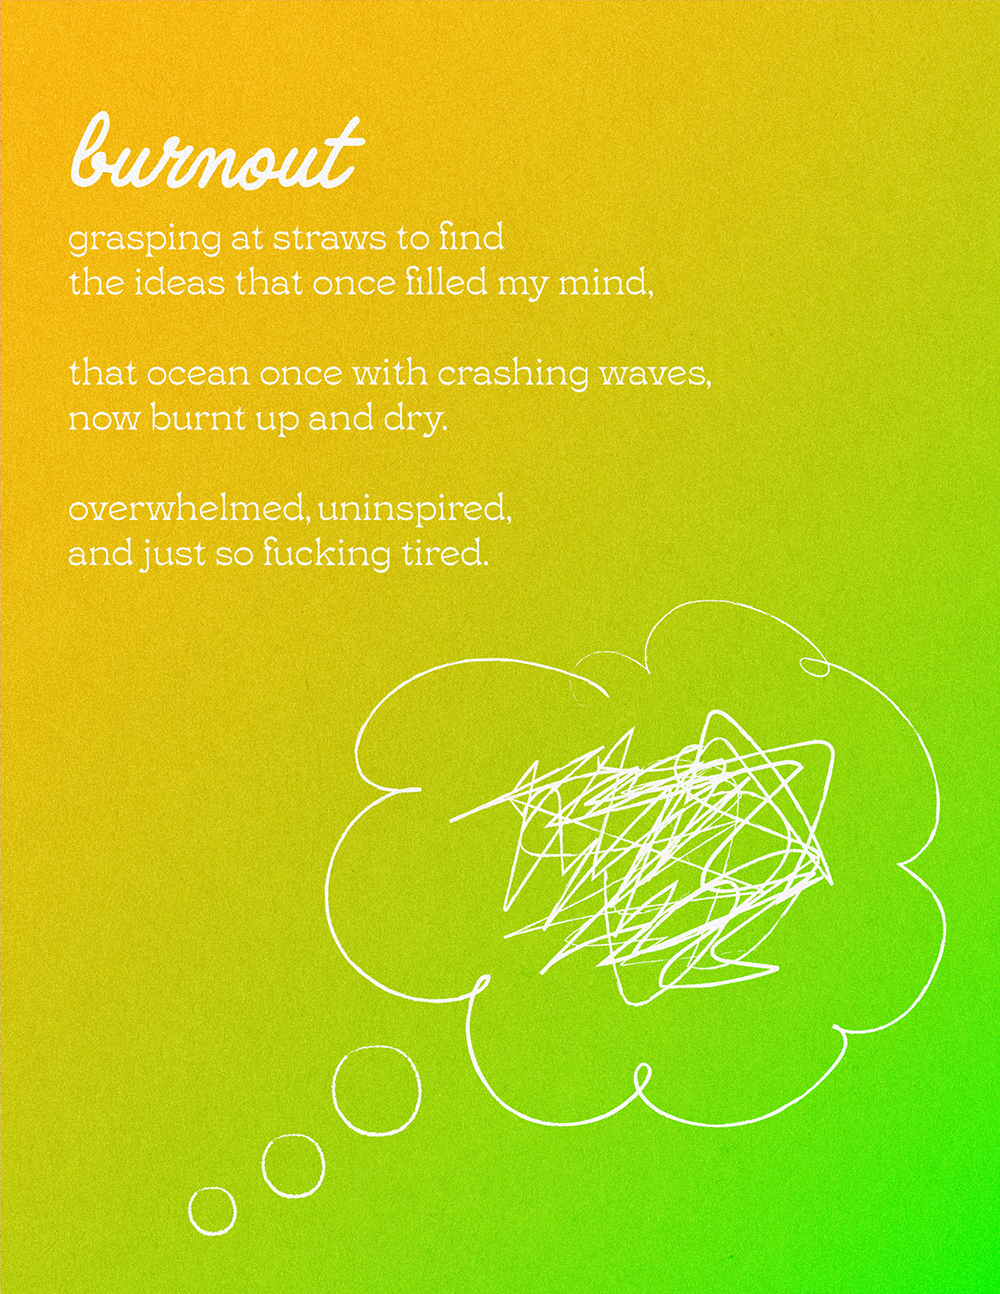 burnout
grasping at straws to find
the ideas that once filled my mind,
that ocean once with crashing waves,
now burnt up and dry.
overwhelmed, uninspired,
and just so fucking tired.